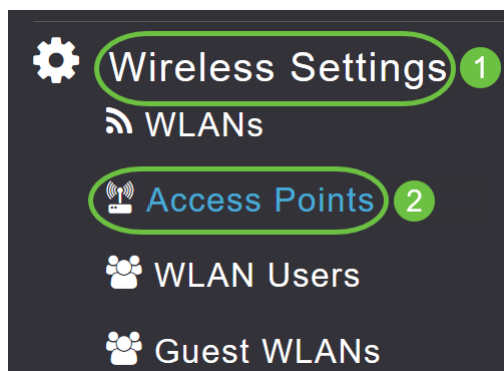 Wireless Settings 1
WLANs
Access Points 2
WLAN Users
Guest WLANs